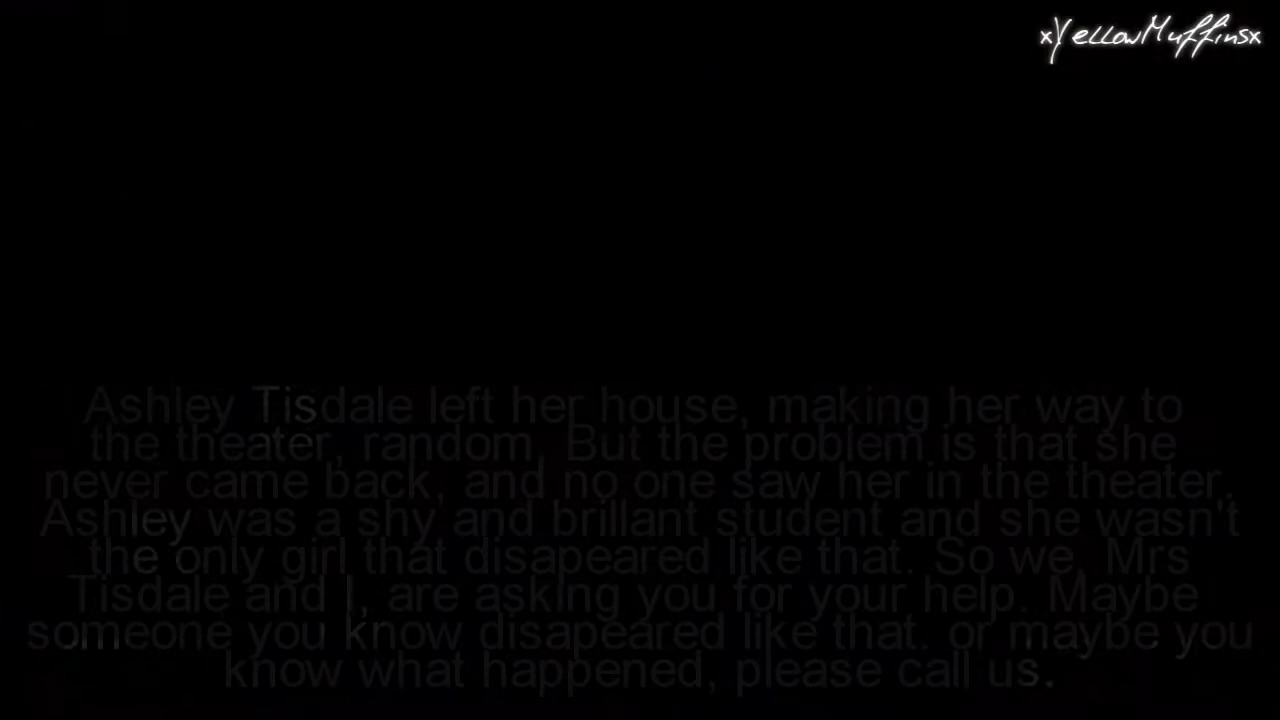 xYellowMuffinsx
Ashley Tisdale left her house, making her way to
the theater, random. But the problem is that she
never came back, and no one saw her in the theater.
Ashley was a shy and brillant student and she wasn't
the only girl that disapeared like that. So we, Mrs
Tisdale and I, are asking you for your help. Maybe
someone you know disapeared like that. or maybe you
know what happened, please call us.